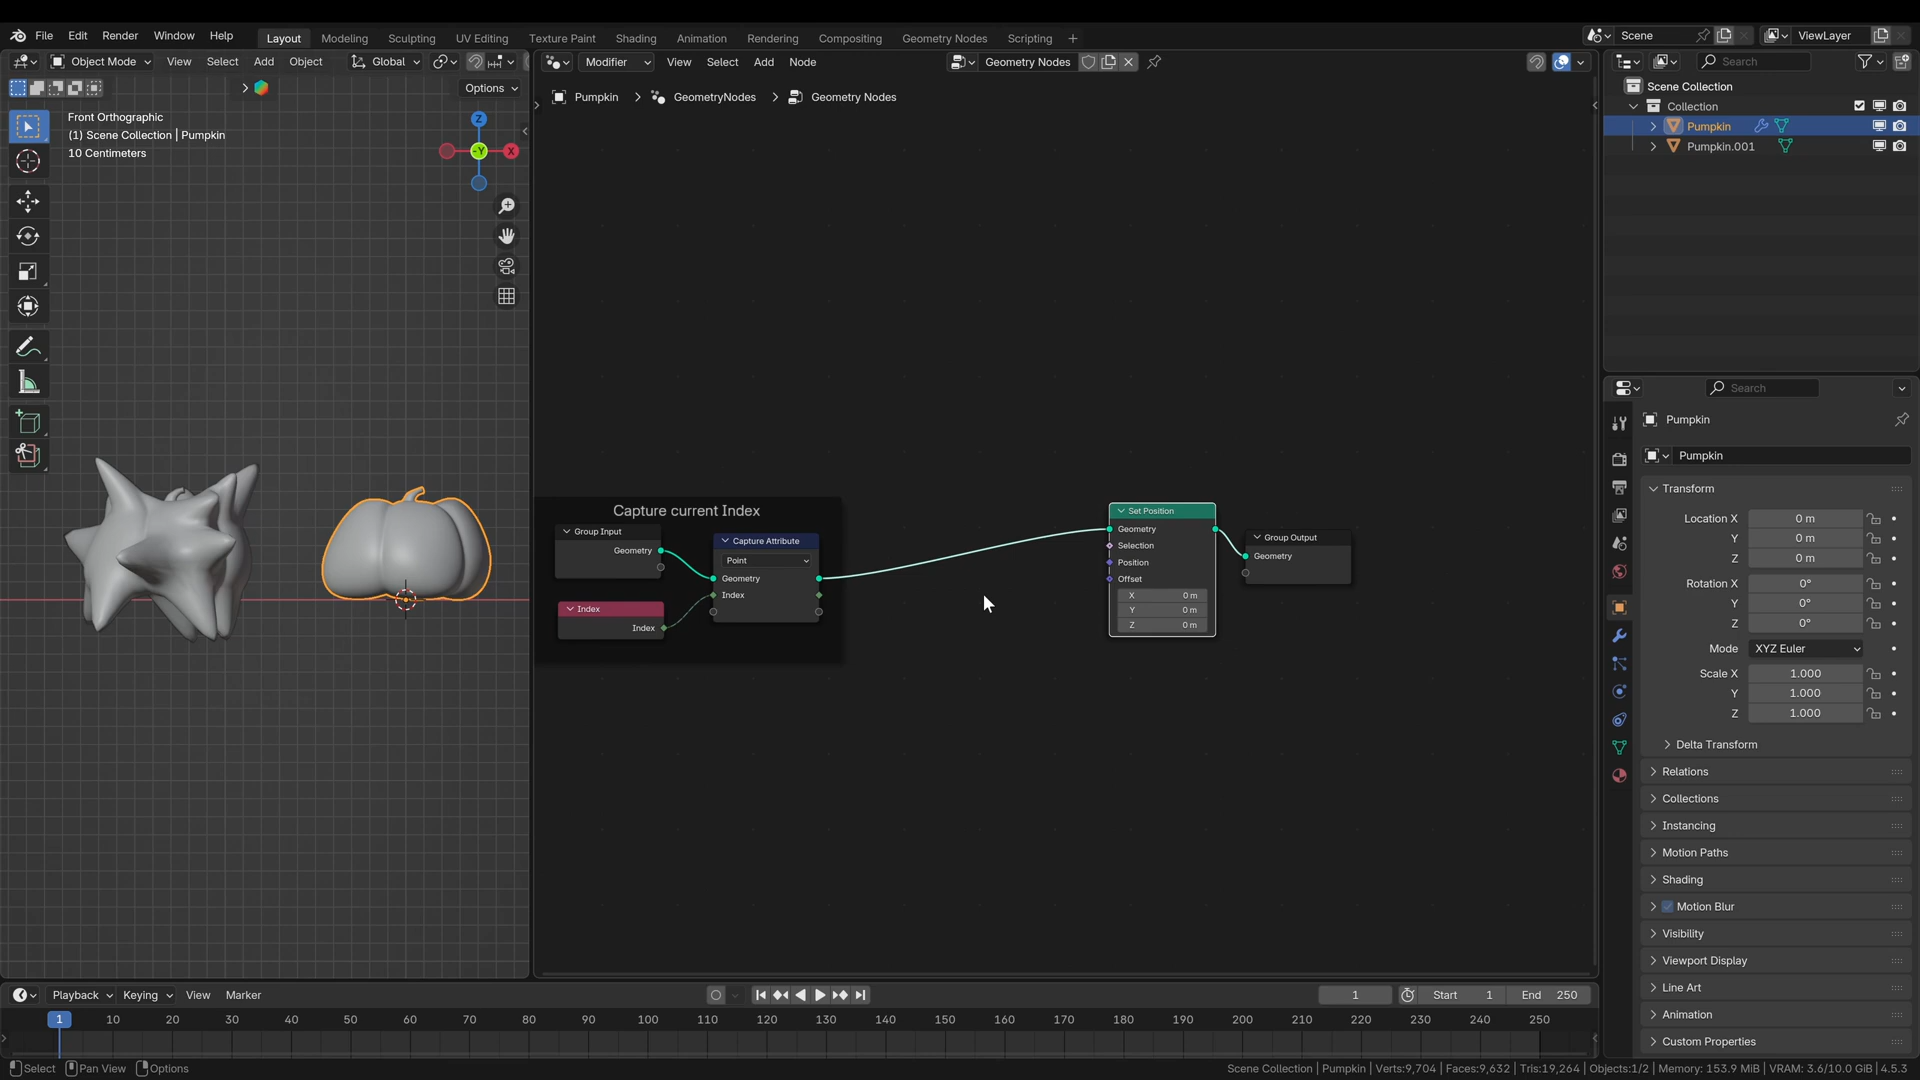 File Edit Render Window Help Layout Modeling Sculpting UV Editing Texture Paint Shading Animation Rendering Compositing Geometry Nodes Scripting Scene ViewLayer
Object Mode View Select Add Object Global Modifier View Select Add Node Geometry Nodes Search
Options
Pumpkin GeometryNodes Geometry Nodes
Front Orthographic
(1) Scene Collection | Pumpkin
10 Centimeters
Z
-Y
X
Capture current Index
Group Input
Geometry
Index
Index
Capture Attribute
Point
Geometry
Index
Set Position
Geometry
Selection
Position
Offset
X 0 m
Y 0 m
Z 0 m
Group Output
Geometry
Scene Collection
Collection
Pumpkin
Pumpkin.001
Search
Pumpkin
Pumpkin
Transform
Location X 0 m
Y 0 m
Z 0 m
Rotation X 0°
Y 0°
Z 0°
Mode XYZ Euler
Scale X 1.000
Y 1.000
Z 1.000
Delta Transform
Relations
Collections
Instancing
Motion Paths
Shading
Motion Blur
Visibility
Viewport Display
Line Art
Animation
Custom Properties
Playback Keying View Marker 1 Start 1 End 250
1 10 20 30 40 50 60 70 80 90 100 110 120 130 140 150 160 170 180 190 200 210 220 230 240 250
Select Pan View Options Scene Collection | Pumpkin | Verts:9,704 | Faces:9,632 | Tris:19,264 | Objects:1/2 | Memory: 153.9 MiB | VRAM: 3.6/10.0 GiB | 4.5.3